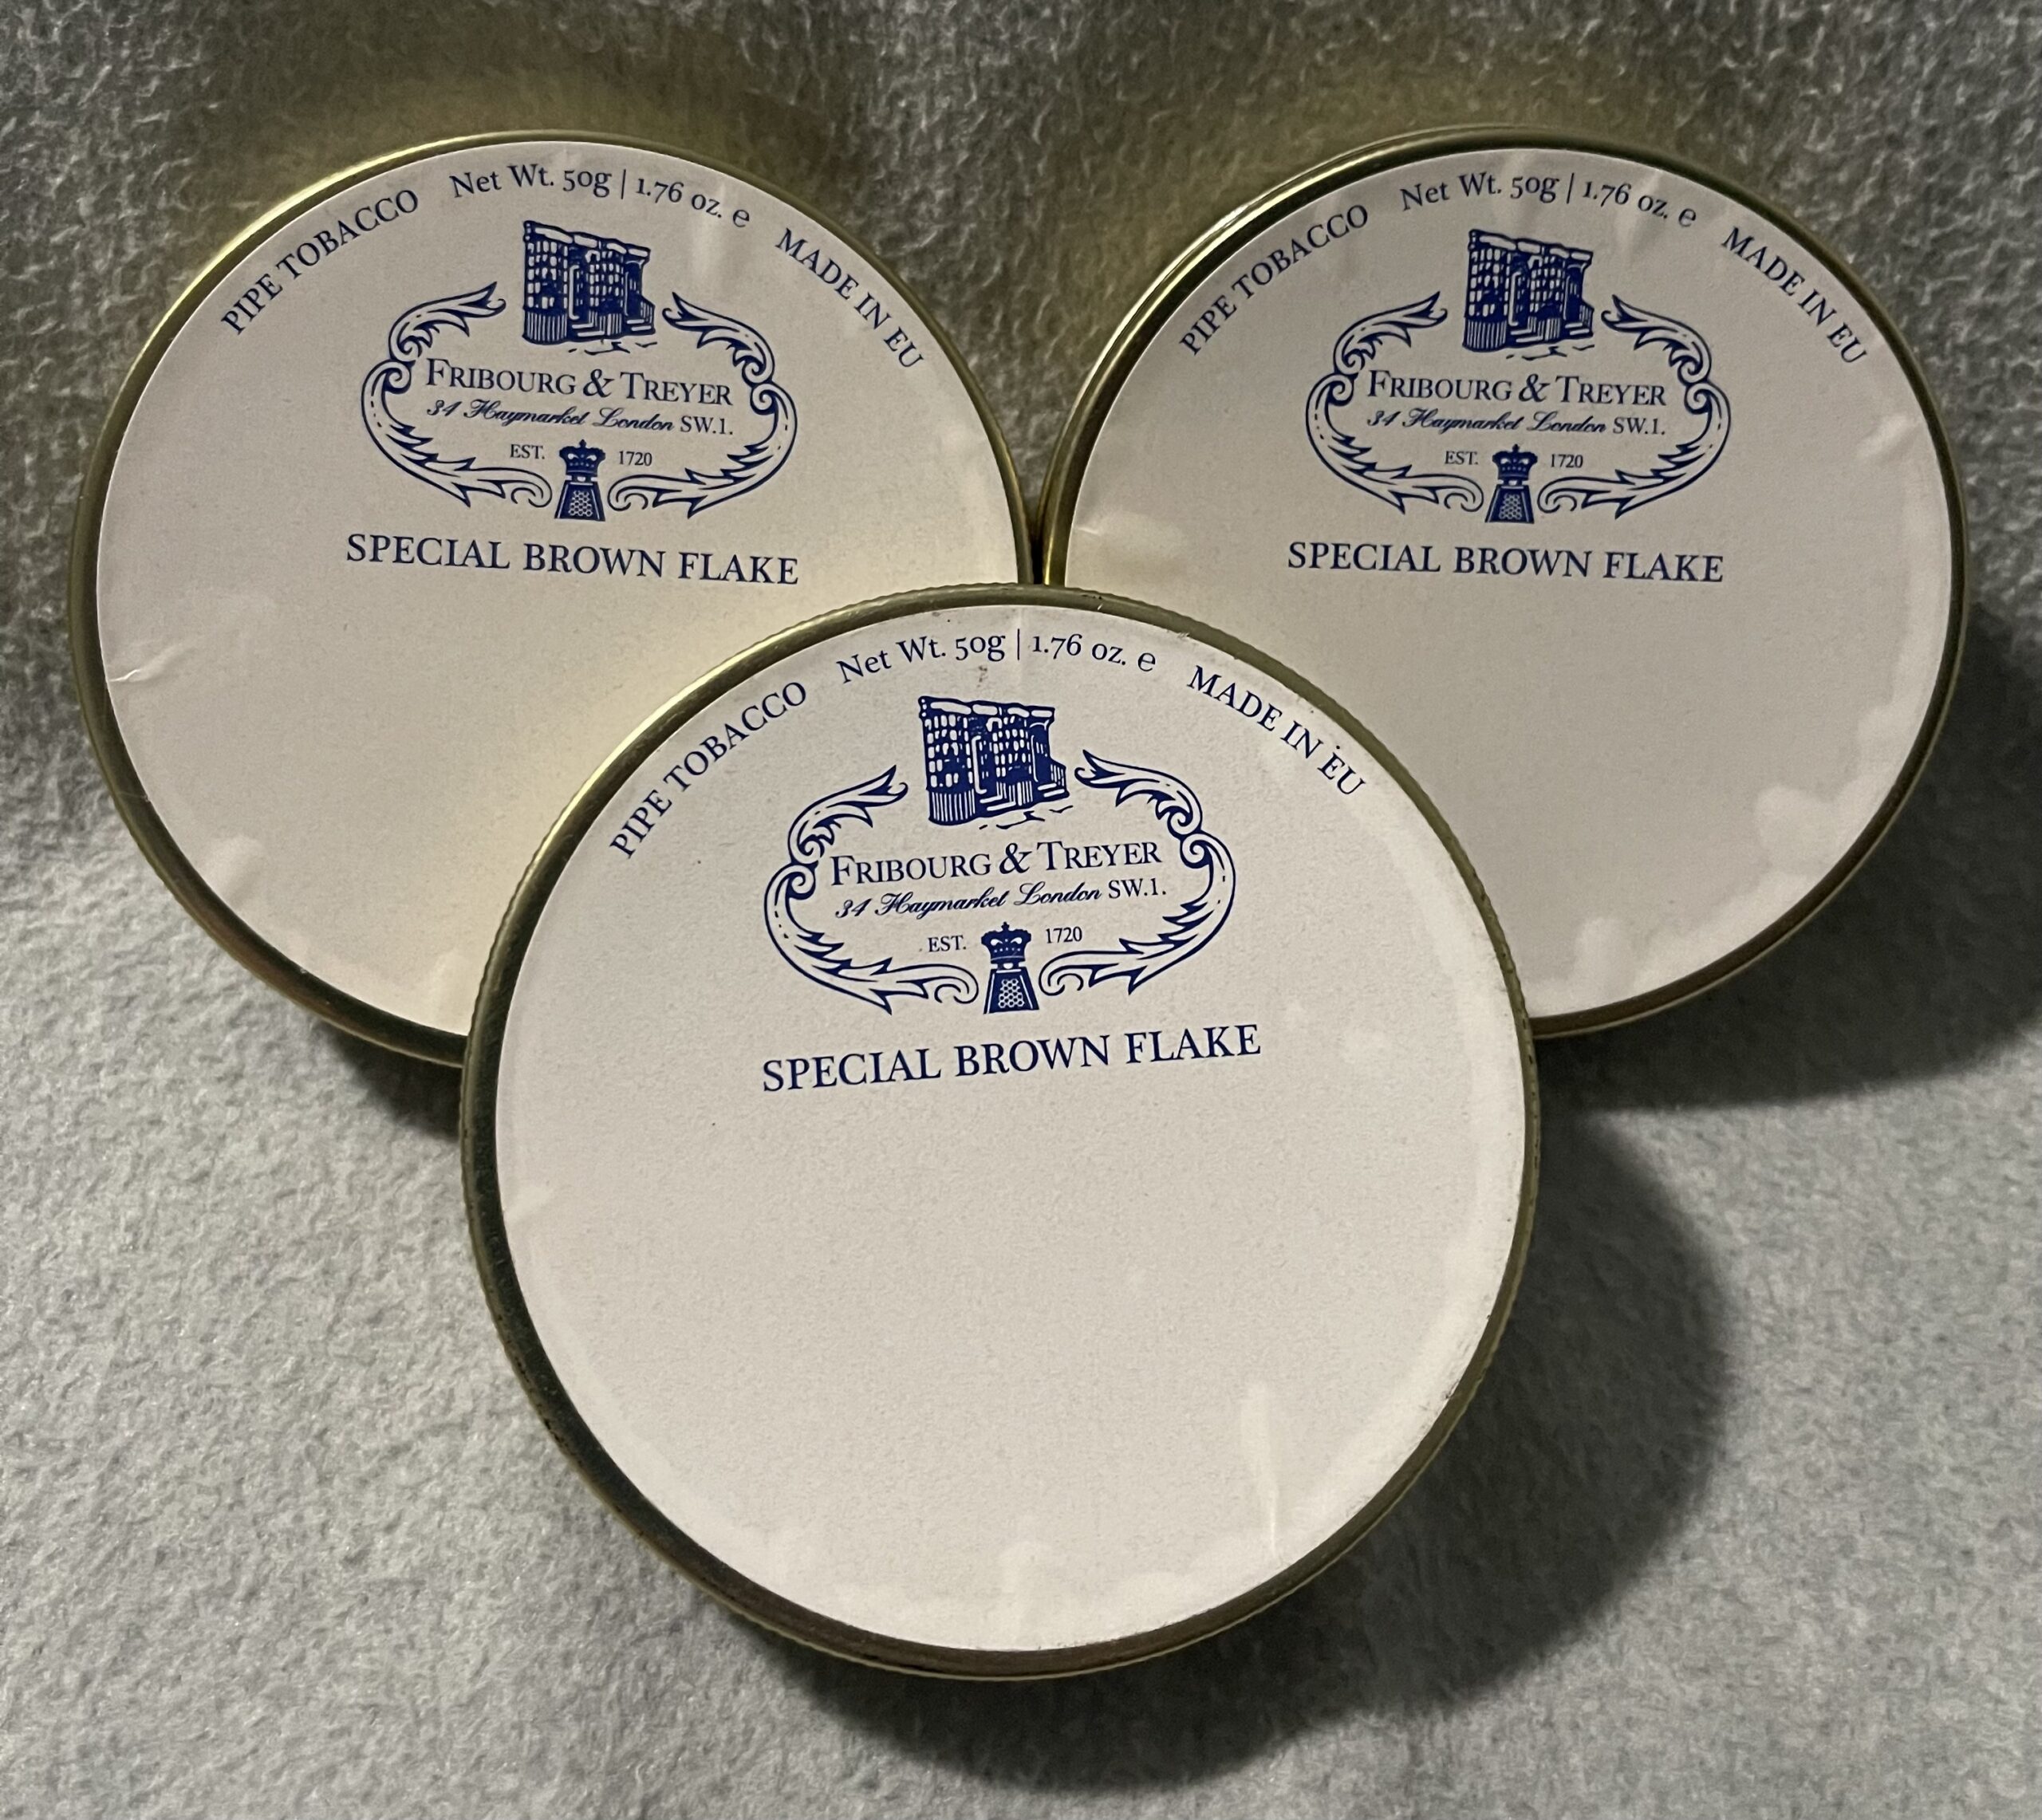 PIPE TOBACCO Net Wt. 50g | 1.76 oz. e MADE IN EU
FRIBOURG & TREYER
34 Haymarket London SW.1.
EST. 1720
SPECIAL BROWN FLAKE
PIPE TOBACCO Net Wt. 50g | 1.76 oz. e MADE IN EU
FRIBOURG & TREYER
34 Haymarket London SW.1.
EST. 1720
SPECIAL BROWN FLAKE
PIPE TOBACCO Net Wt. 50g | 1.76 oz. e MADE IN EU
FRIBOURG & TREYER
34 Haymarket London SW.1.
EST. 1720
SPECIAL BROWN FLAKE